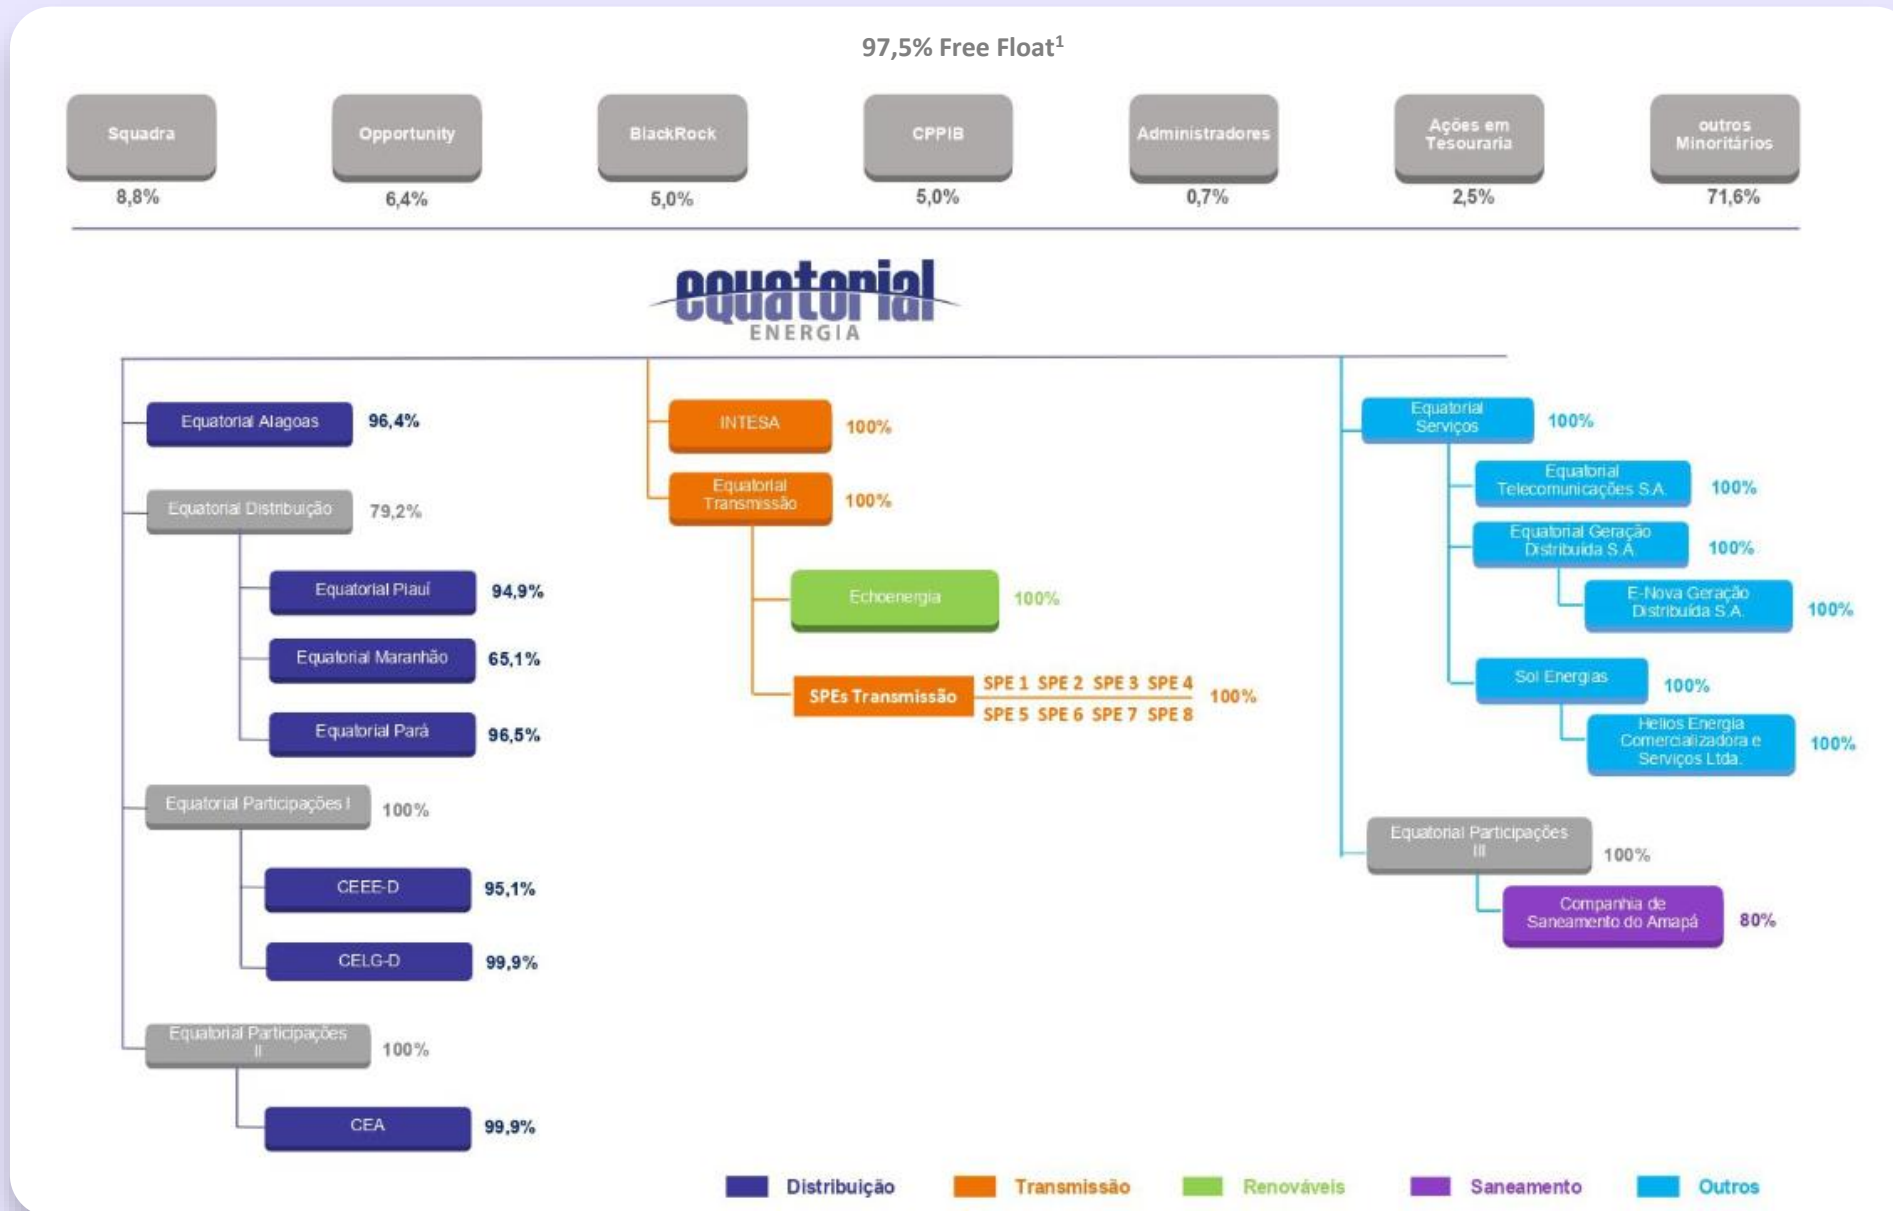 97,5% Free Float¹
Squadra
Opportunity
BlackRock
CPPIB
Administradores
Ações em
Tesouraria
outros
Minoritários
8,8%
6,4%
5,0%
5,0%
0,7%
2,5%
71,6%
equatorial
ENERGIA
Equatorial Alagoas
96,4%
Equatorial Distribuição
79,2%
Equatorial Piauí
94,9%
Equatorial Maranhão
65,1%
Equatorial Pará
96,5%
Equatorial Participações I
100%
CEEE-D
95,1%
CELG-D
99,9%
Equatorial Participações
II
100%
CEA
99,9%
INTESA
100%
Equatorial
Transmissão
100%
Echoenergia
100%
SPEs Transmissão
SPE 1 SPE 2 SPE 3 SPE 4
SPE 5 SPE 6 SPE 7 SPE 8
100%
Equatorial
Serviços
100%
Equatorial
Telecomunicações S.A.
100%
Equatorial Geração
Distribuída S.A
100%
E-Nova Geração
Distribuída S.A.
100%
Sol Energias
100%
Helios Energia
Comercializadora e
Serviços Ltda.
100%
Equatorial Participações
III
100%
Companhia de
Saneamento do Amapá
80%
Distribuição
Transmissão
Renováveis
Saneamento
Outros